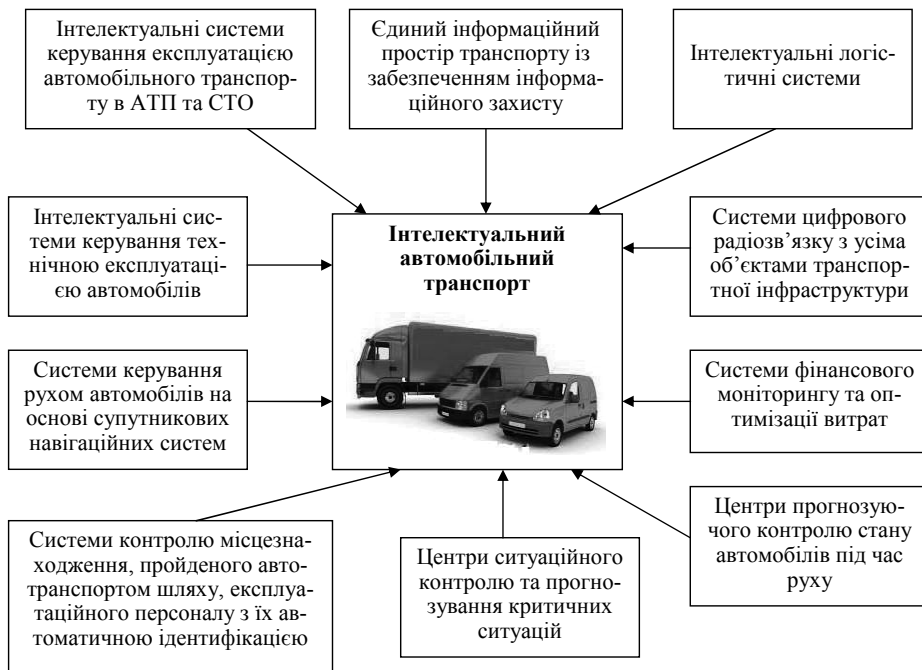 Інтелектуальні системи
керування експлуатацією
автомобільного транспор-
ту в АТП та СТО
Єдиний інформаційний
простір транспорту із
забезпеченням інформа-
ційного захисту
Інтелектуальні логіс-
тичні системи
Інтелектуальні сис-
теми керування тех-
нічною експлуатаці-
єю автомобілів
Інтелектуальний
автомобільний
транспорт
Системи цифрового
радіозв’язку з усіма
об’єктами транспор-
тної інфраструктури
Системи керування
рухом автомобілів на
основі супутникових
навігаційних систем
Системи фінансового
моніторингу та оп-
тимізації витрат
Системи контролю місцезна-
ходження, пройденого авто-
транспортом шляху, експлу-
атаційного персоналу з їх ав-
томатичною ідентифікацією
Центри ситуаційного
контролю та прогно-
зування критичних
ситуацій
Центри прогнозую-
чого контролю стану
автомобілів під час
руху